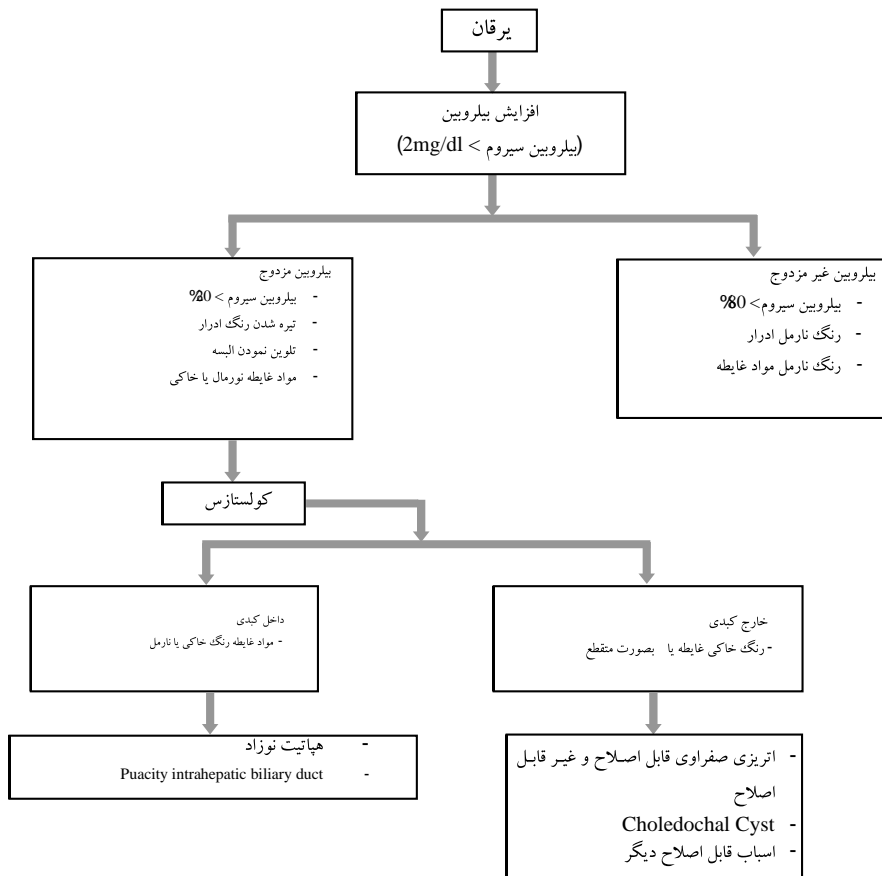 یرقان
افزایش بیلروبین
(بیلروبین سیروم > 2mg/dl)
بیلروبین غیر مزدوج
- بیلروبین سیروم> 80%
- رنگ نارمل ادرار
- رنگ نارمل مواد غایطه
بیلروبین مزدوج
- بیلروبین سیروم > 20%
- تیره شدن رنگ ادرار
- تلوین نمودن البسه
- مواد غایطه نورمال یا خاکی
کولستازس
خارج کبدی
- رنگ خاکی غایطه یا بصورت متقطع
داخل کبدی
- مواد غایطه رنگ خاکی یا نارمل
- اتریزی صفراوی قابل اصلاح و غیر قابل
اصلاح
- Choledochal Cyst
- اسباب قابل اصلاح دیگر
- هپاتیت نوزاد
- Puacity intrahepatic biliary duct